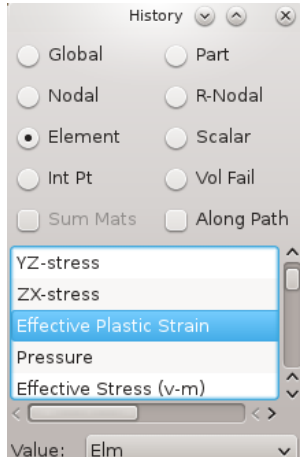 History
Global Part
Nodal R-Nodal
Element Scalar
Int Pt Vol Fail
Sum Mats Along Path
YZ-stress
ZX-stress
Effective Plastic Strain
Pressure
Effective Stress (v-m)
Value: Elm